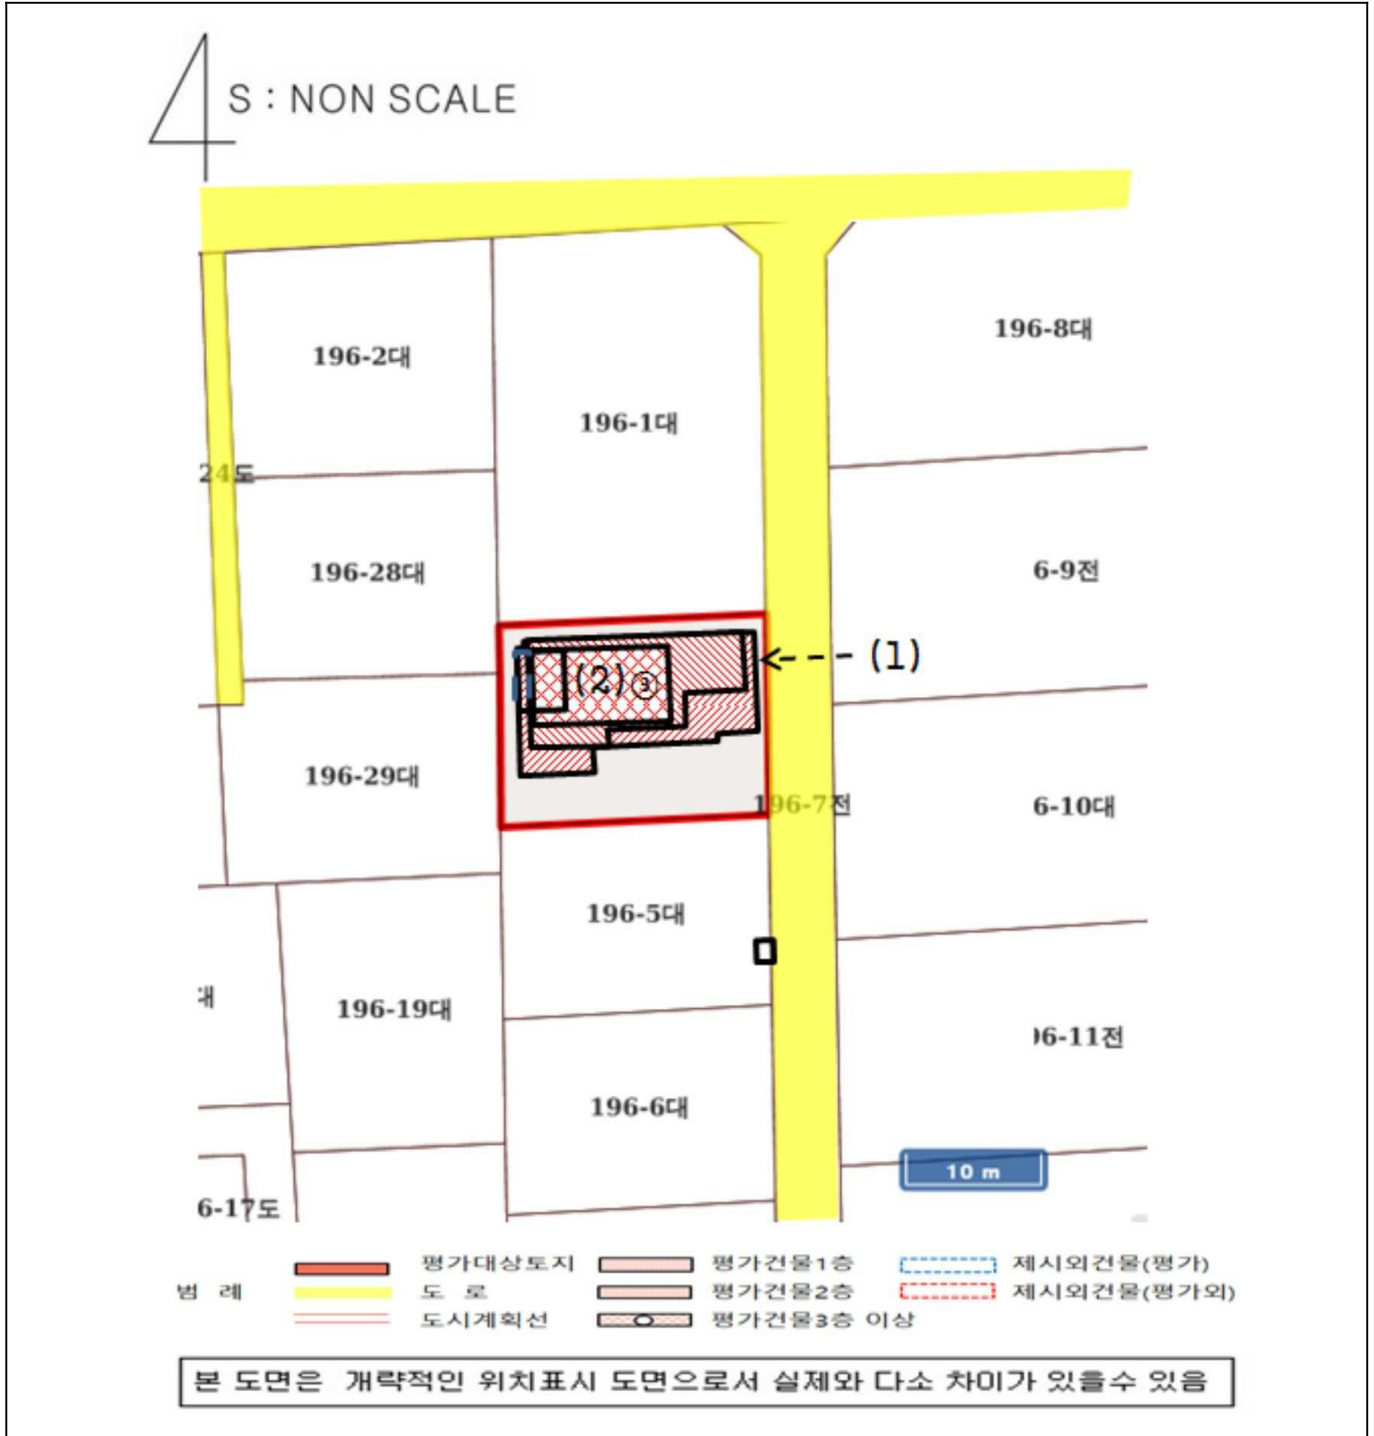 S : NON SCALE
196-8대
196-2대
196-1대
24도
196-28대
6-9전
(1)
(2)③
196-29대
196-7전
6-10대
196-5대
대
196-19대
96-11전
196-6대
10 m
6-17도
평가대상토지 평가건물1층 제시외건물(평가)
범 례 도 로 평가건물2층 제시외건물(평가외)
도시계획선 평가건물3층 이상
본 도면은 개략적인 위치표시 도면으로서 실제와 다소 차이가 있을수 있음